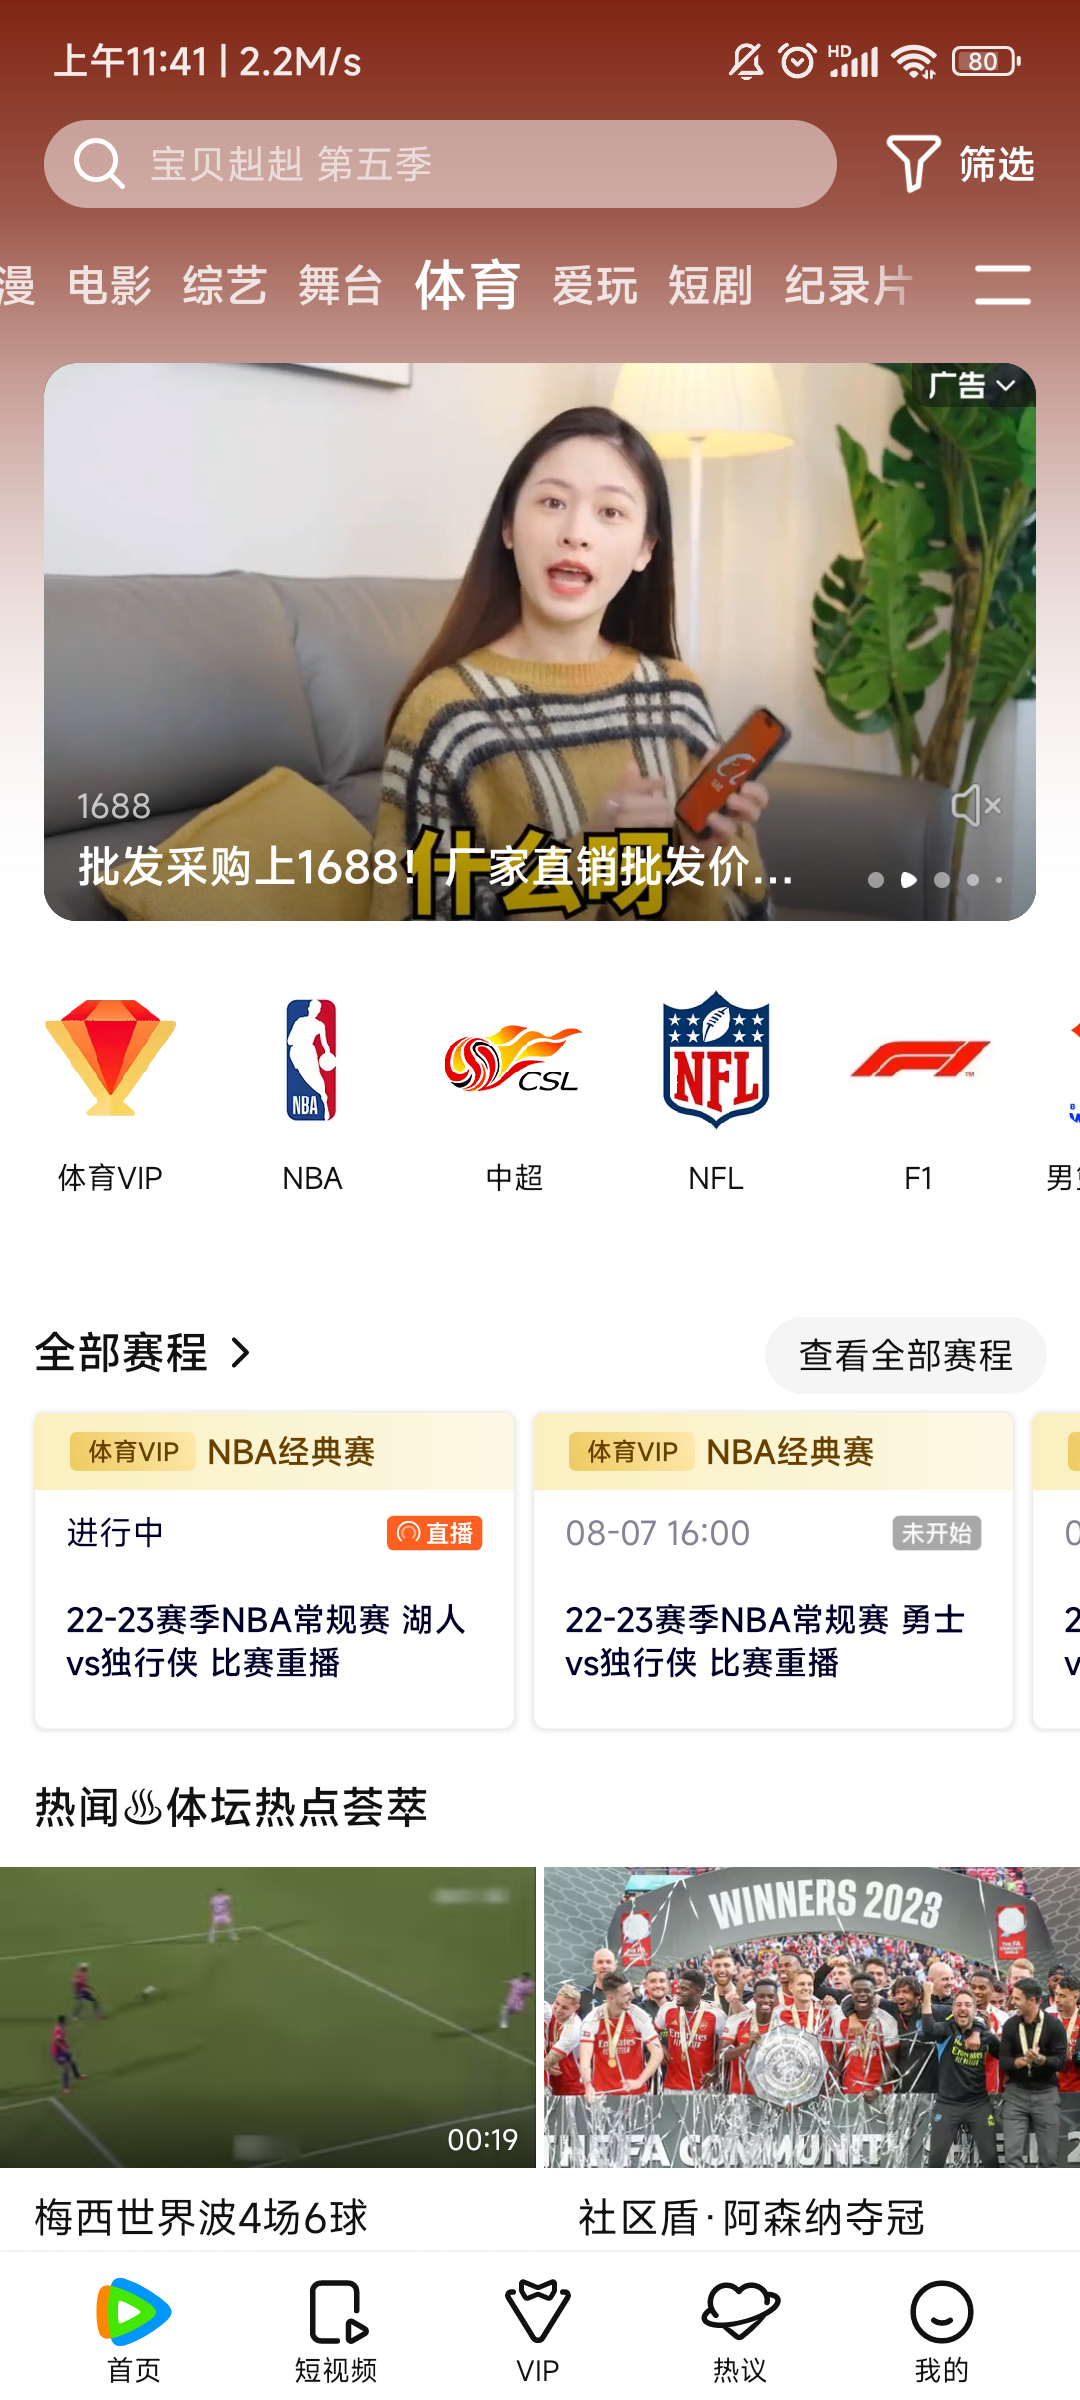 上午11:41 | 2.2M/s
HD
80
宝贝赳赳 第五季
筛选
漫 电影 综艺 舞台 体育 爱玩 短剧 纪录片
广告
1688
什么呀
批发采购上1688！厂家直销批发价...
NBA
CSL
NFL
F1
体育VIP
NBA
中超
NFL
F1
全部赛程
查看全部赛程
体育VIP NBA经典赛
体育VIP NBA经典赛
进行中
直播
08-07 16:00
未开始
22-23赛季NBA常规赛 湖人
vs独行侠 比赛重播
22-23赛季NBA常规赛 勇士
vs独行侠 比赛重播
热闻♨体坛热点荟萃
WINNERS 2023
Emirates
THE FA COMMUNITY
00:19
梅西世界波4场6球
社区盾·阿森纳夺冠
首页
短视频
VIP
热议
我的